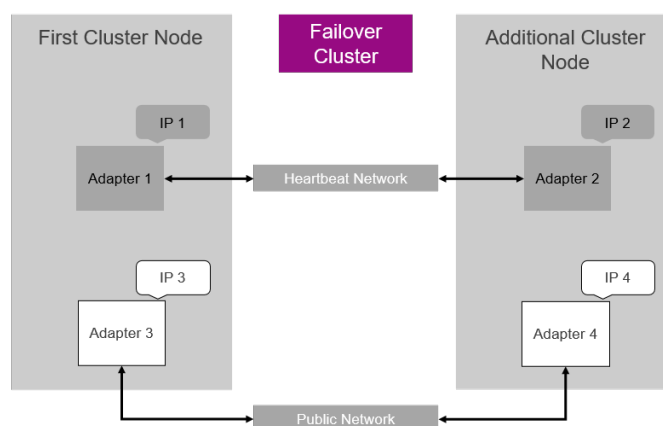 First Cluster Node
Failover
Cluster
Additional Cluster
Node
IP 1
IP 2
Adapter 1
Heartbeat Network
Adapter 2
IP 3
IP 4
Adapter 3
Adapter 4
Public Network